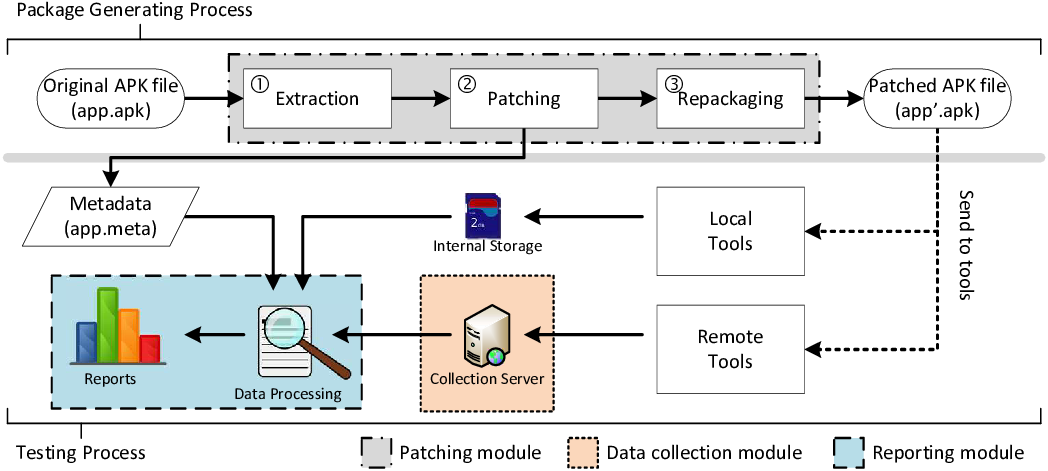 Package Generating Process
Original APK file
(app.apk)
① Extraction
② Patching
③ Repackaging
Patched APK file
(app’.apk)
Metadata
(app.meta)
2
Internal Storage
Local
Tools
Send to tools
Reports
Data Processing
Collection Server
Remote
Tools
Testing Process
Patching module
Data collection module
Reporting module